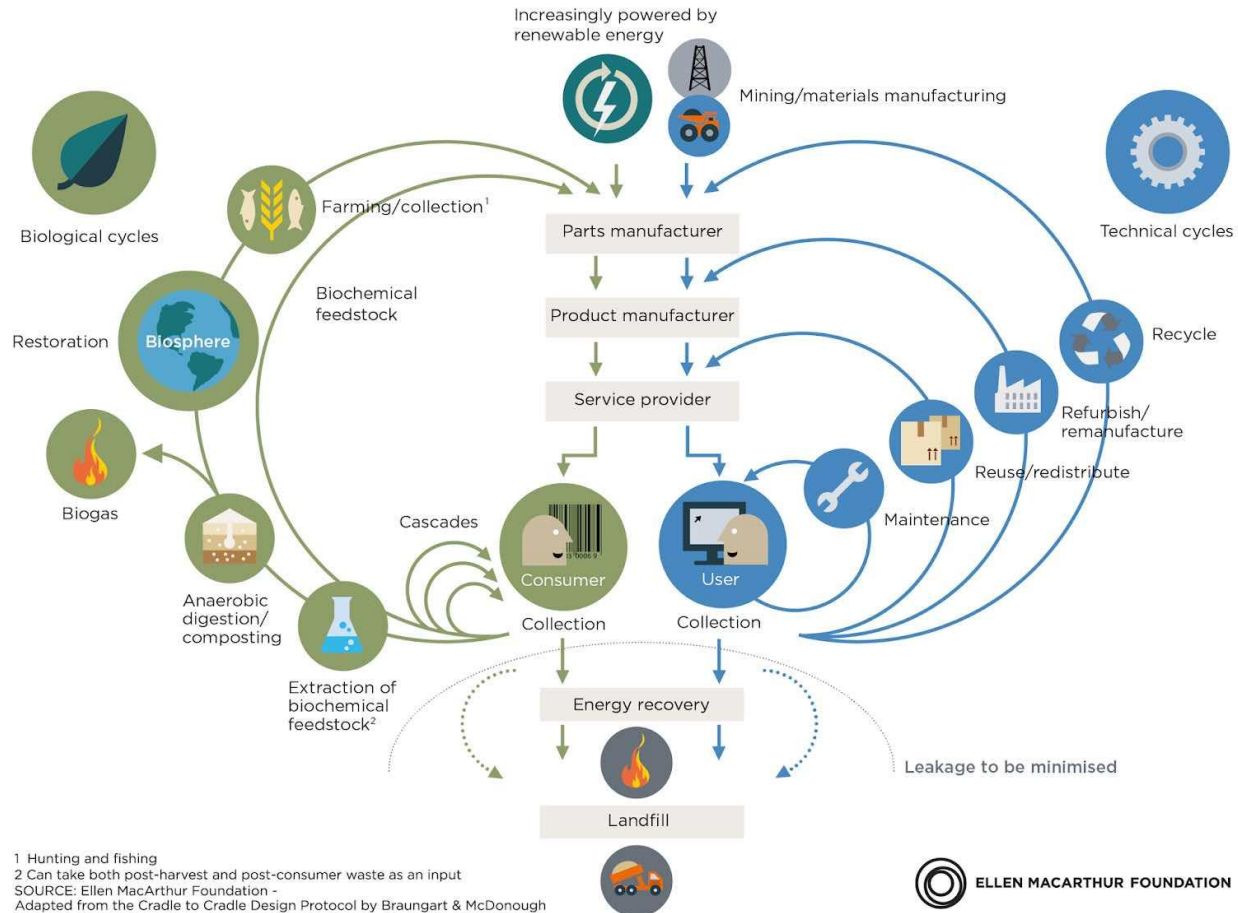 Increasingly powered by
renewable energy
Mining/materials manufacturing
Biological cycles
Farming/collection¹
Parts manufacturer
Technical cycles
Biochemical
feedstock
Product manufacturer
Restoration
Biosphere
Recycle
Service provider
Refurbish/
remanufacture
Reuse/redistribute
Biogas
Cascades
Maintenance
Consumer
User
Anaerobic
digestion/
composting
Collection
Collection
Extraction of
biochemical
feedstock²
Energy recovery
Leakage to be minimised
Landfill
1 Hunting and fishing
2 Can take both post-harvest and post-consumer waste as an input
SOURCE: Ellen MacArthur Foundation -
Adapted from the Cradle to Cradle Design Protocol by Braungart & McDonough
ELLEN MACARTHUR FOUNDATION